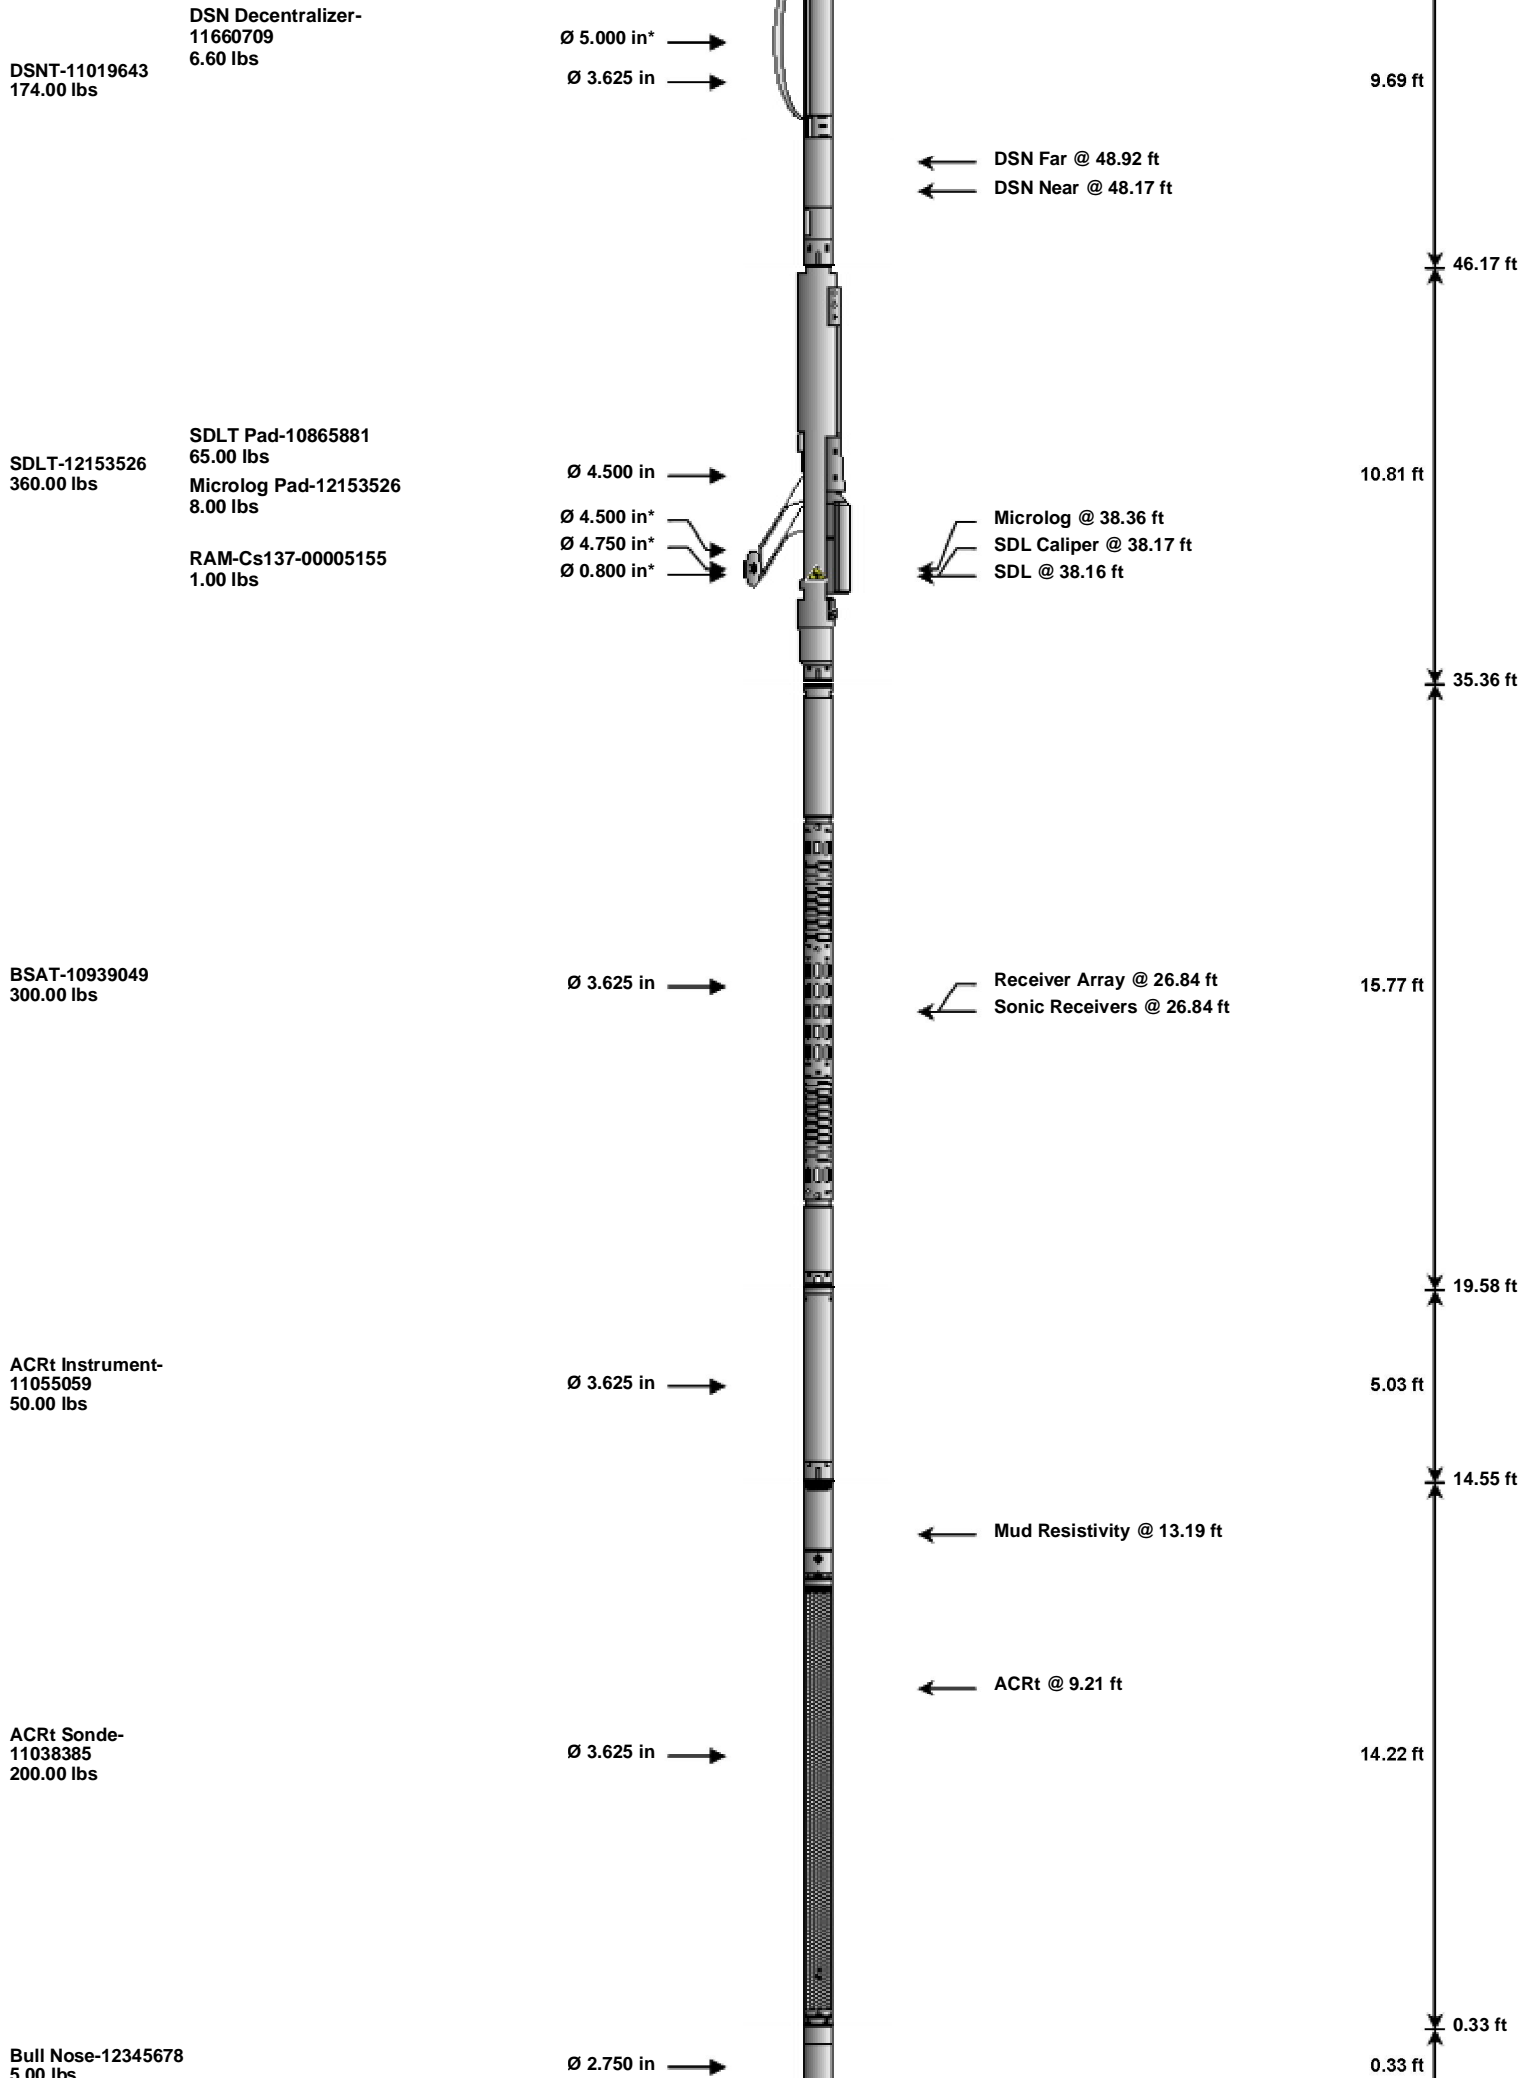 DSN Decentralizer-
11660709
6.60 lbs
Ø 5.000 in*
DSNT-11019643
174.00 lbs
Ø 3.625 in
9.69 ft
DSN Far @ 48.92 ft
DSN Near @ 48.17 ft
46.17 ft
SDLT-12153526
360.00 lbs
SDLT Pad-10865881
65.00 lbs
Microlog Pad-12153526
8.00 lbs
RAM-Cs137-00005155
1.00 lbs
Ø 4.500 in
Ø 4.500 in*
Ø 4.750 in*
Ø 0.800 in*
Microlog @ 38.36 ft
SDL Caliper @ 38.17 ft
SDL @ 38.16 ft
10.81 ft
35.36 ft
BSAT-10939049
300.00 lbs
Ø 3.625 in
Receiver Array @ 26.84 ft
Sonic Receivers @ 26.84 ft
15.77 ft
19.58 ft
ACRt Instrument-
11055059
50.00 lbs
Ø 3.625 in
5.03 ft
14.55 ft
Mud Resistivity @ 13.19 ft
ACRt @ 9.21 ft
ACRt Sonde-
11038385
200.00 lbs
Ø 3.625 in
14.22 ft
0.33 ft
Bull Nose-12345678
5.00 lbs
Ø 2.750 in
0.33 ft